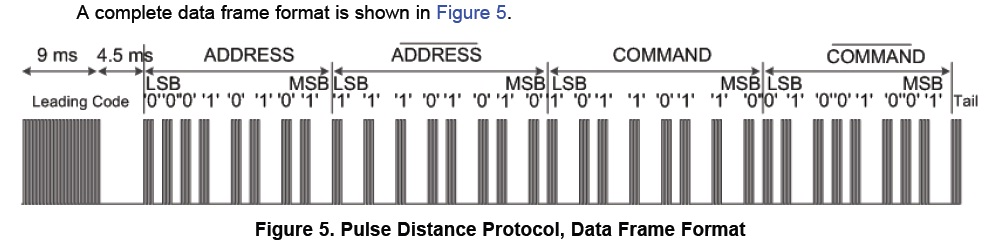 A complete data frame format is shown in Figure 5.
9 ms 4.5 ms ADDRESS ADDRESS COMMAND COMMAND
LSB MSB LSB MSB LSB MSB LSB MSB
Leading Code '0''0''0' '1' '0' '1' '0' '1' '1' '1' '1' '0''1' '0' '1' '0' '1' '1' '0' '1' '0' '1' '1' '0' '0' '1' '0''0' '1' '0''0' '1' Tail
Figure 5. Pulse Distance Protocol, Data Frame Format